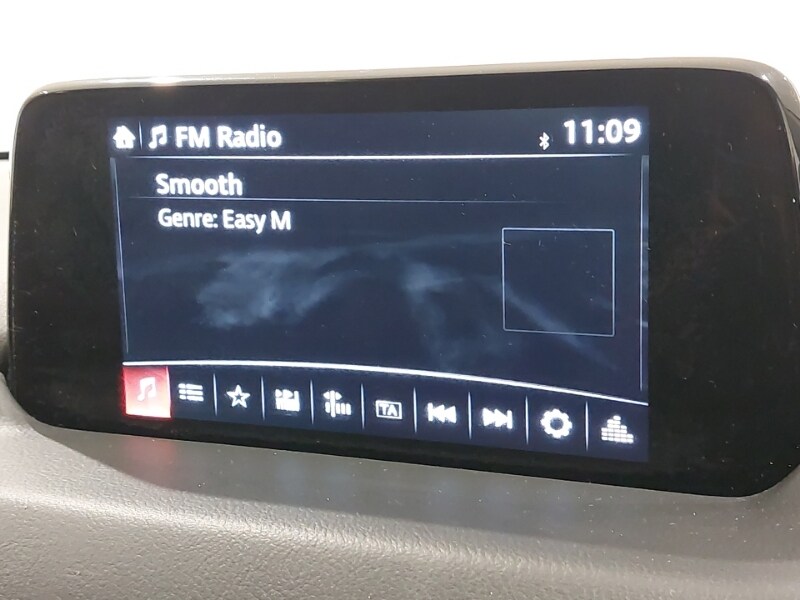 FM Radio
11:09
Smooth
Genre: Easy M
TA